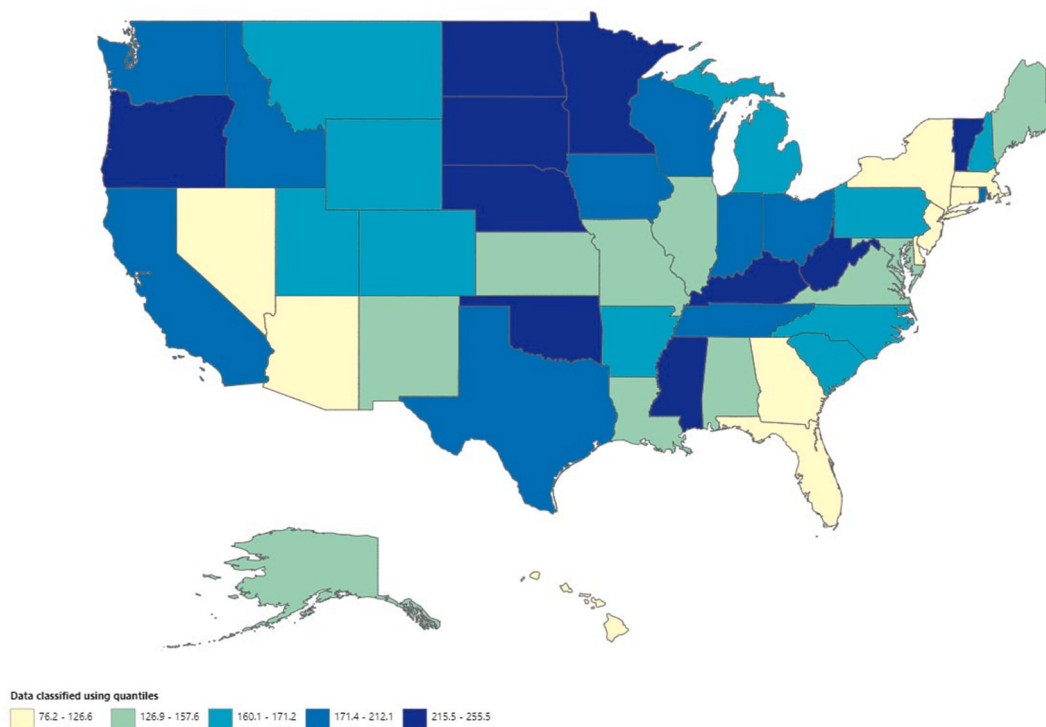 Data classified using quantiles
76.2 - 126.6 126.9 - 157.6 160.1 - 171.2 171.4 - 212.1 215.5 - 255.5